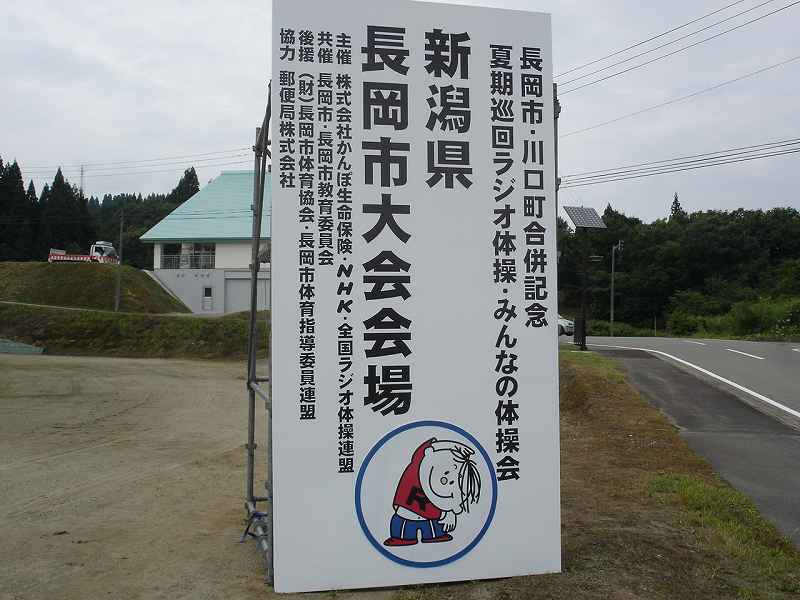 長岡市・川口町合併記念
夏期巡回ラジオ体操・みんなの体操会
新潟県
長岡市大会会場
主催 株式会社かんぽ生命保険・NHK・全国ラジオ体操連盟
共催 長岡市・長岡市教育委員会
後援 (財)長岡市体育協会・長岡市体育指導委員連盟
協力 郵便局株式会社
K